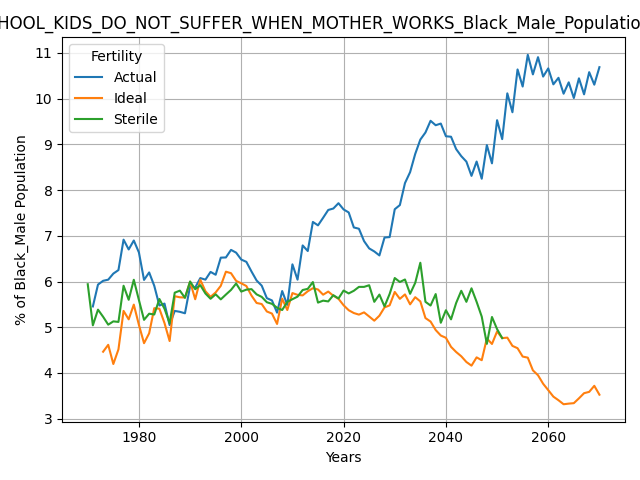 HOOL_KIDS_DO_NOT_SUFFER_WHEN_MOTHER_WORKS_Black_Male_Populatio
% of Black_Male Population
11
10
9
8
7
6
5
4
3
Fertility
Actual
Ideal
Sterile
1980 2000 2020 2040 2060
Years